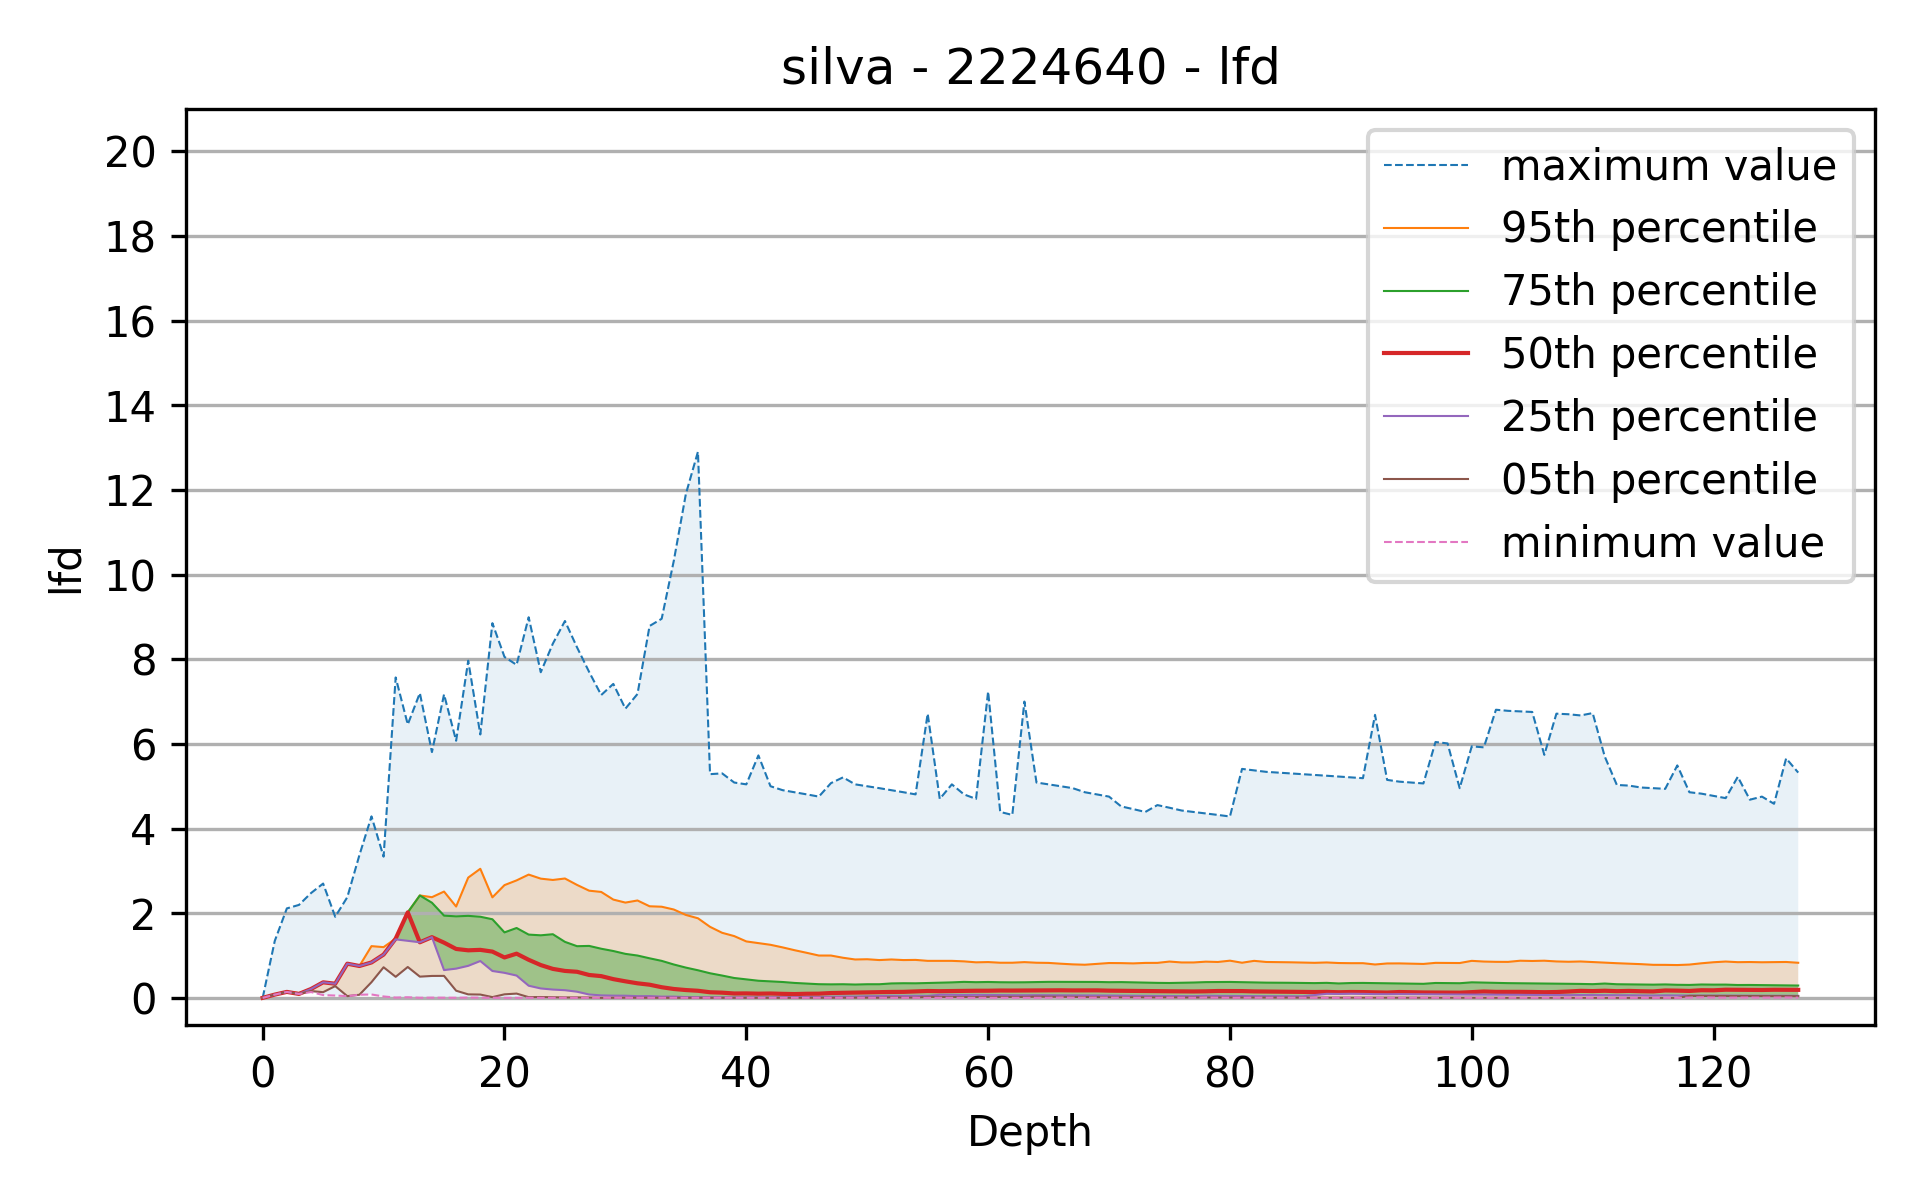 silva - 2224640 - lfd
20
18
16
14
12
10
8
6
4
2
0
lfd
maximum value
95th percentile
75th percentile
50th percentile
25th percentile
05th percentile
minimum value
0 20 40 60 80 100 120
Depth